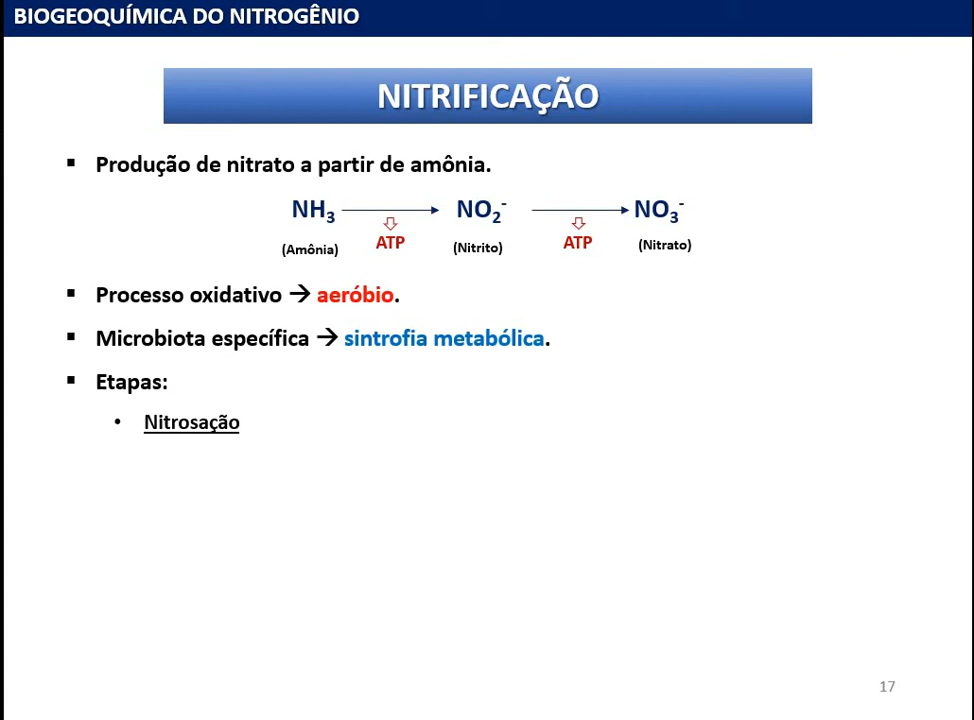 BIOGEOQUÍMICA DO NITROGÊNIO
NITRIFICAÇÃO
▪ Produção de nitrato a partir de amônia.
NH₃ → NO₂⁻ → NO₃⁻
ATP ATP
(Amônia) (Nitrito) (Nitrato)
▪ Processo oxidativo → aeróbio.
▪ Microbiota específica → sintrofia metabólica.
▪ Etapas:
• Nitrosação
17